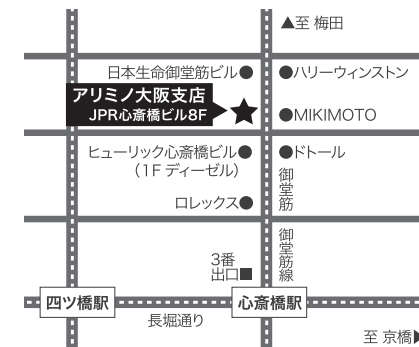 ▲至 梅田
日本生命御堂筋ビル●
●ハリーウィンストン
アリミノ大阪支店
JPR心斎橋ビル8F
★
●MIKIMOTO
ヒューリック心斎橋ビル●
（1F ディーゼル）
●ドトール
御堂筋
ロレックス●
御堂筋線
3番
出口■
四ツ橋駅
心斎橋駅
長堀通り
至 京橋▶